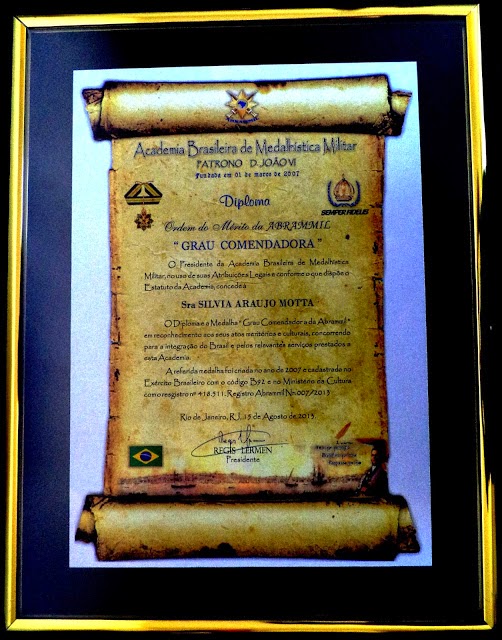 Academia Brasileira de Medalhística Militar
PATRONO D. JOÃO VI
Fundada em 01 de março de 2007
Diploma
SEMPER FIDELIS
Ordem do Mérito da ABRAMMIL
" GRAU COMENDADORA "
O Presidente da Academia Brasileira de Medalhística
Militar, no uso de suas Atribuições Legais e conforme o que dispõe o
Estatuto da Academia, concede à
Sra SILVIA ARAUJO MOTTA
O Diploma e a Medalha "Grau Comendadora da Abrammil"
em reconhecimento aos seus atos meritórios e culturais, concorrendo
para a integração do Brasil e pelos relevantes serviços prestados a
esta Academia.
A referida medalha foi criada no ano de 2007 e cadastrada no
Exército Brasileiro com o código B92 e no Ministério da Cultura
com o registro nº 418.511; Registro Abrammil Nº 007/2013
Rio de Janeiro, RJ, 15 de Agosto de 2013.
REGIS LERMEN
Presidente